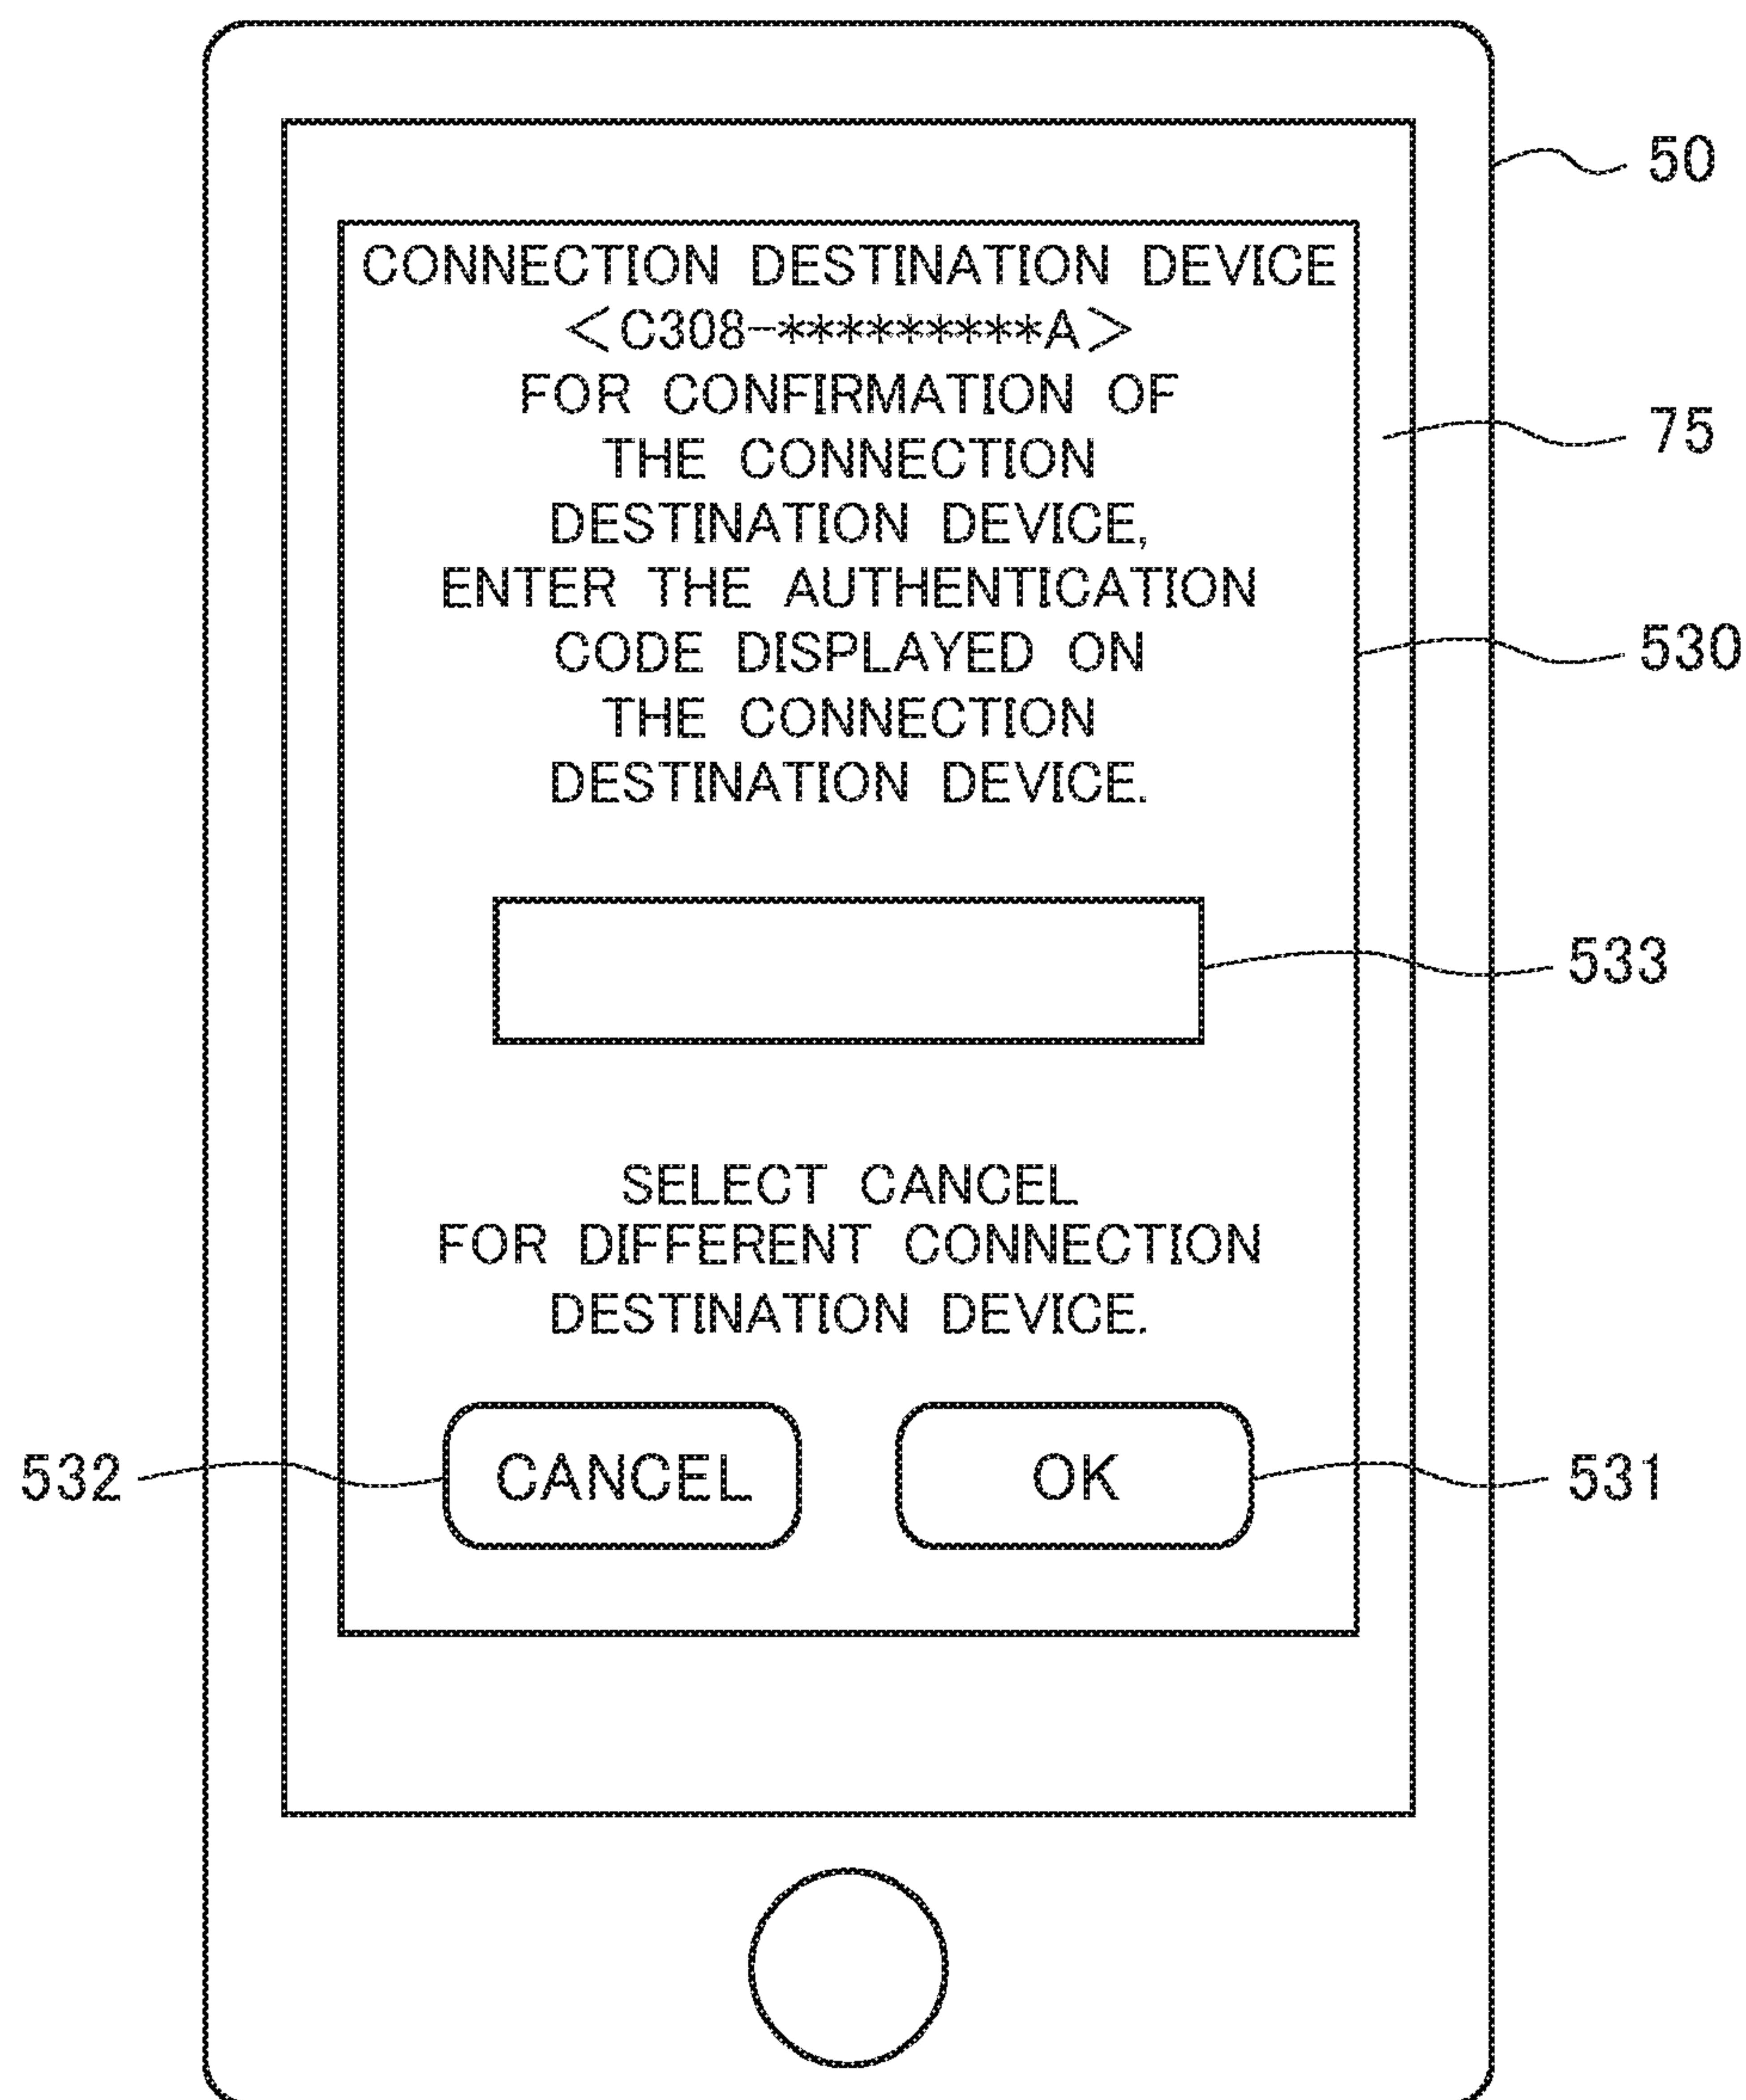 50
CONNECTION DESTINATION DEVICE
<C308-*********A>
FOR CONFIRMATION OF
THE CONNECTION
DESTINATION DEVICE,
ENTER THE AUTHENTICATION
CODE DISPLAYED ON
THE CONNECTION
DESTINATION DEVICE.
75
530
533
SELECT CANCEL
FOR DIFFERENT CONNECTION
DESTINATION DEVICE.
532
CANCEL
OK
531